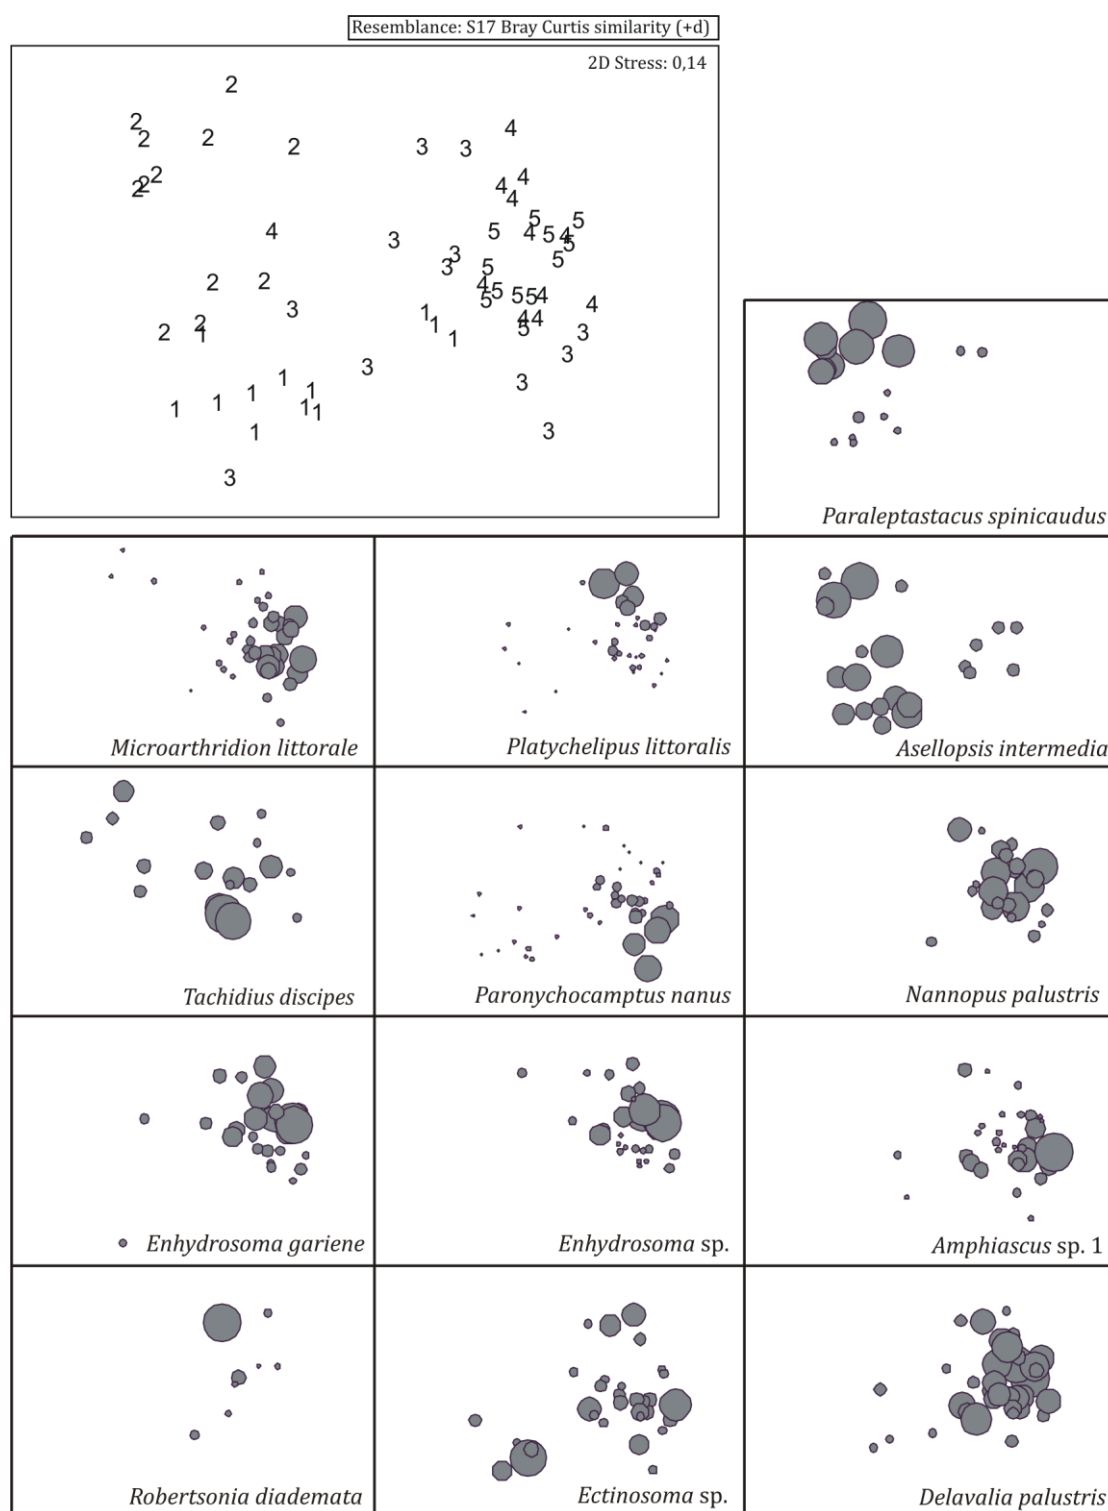 Resemblance: S17 Bray Curtis similarity (+d)
2D Stress: 0,14
2
2 4
2 2 2 3 3
2 4
2 2 4
4
5 5
4 5 4 5 4
3 5
3 5
3 5
2 2 4
5 5 5 4
5 4
3
1 4 4
2 1 5
2 1 1 3
3
3
1 3
1 1
1 1 1 1
1 3
3
Paraleptastacus spinicaudus
Microarthridion littorale
Platychelipus littoralis
Asellopsis intermedia
Tachidius discipes
Paronychocamptus nanus
Nannopus palustris
Enhydrosoma gariene
Enhydrosoma sp.
Amphiascus sp. 1
Robertsonia diademata
Ectinosoma sp.
Delavalia palustris